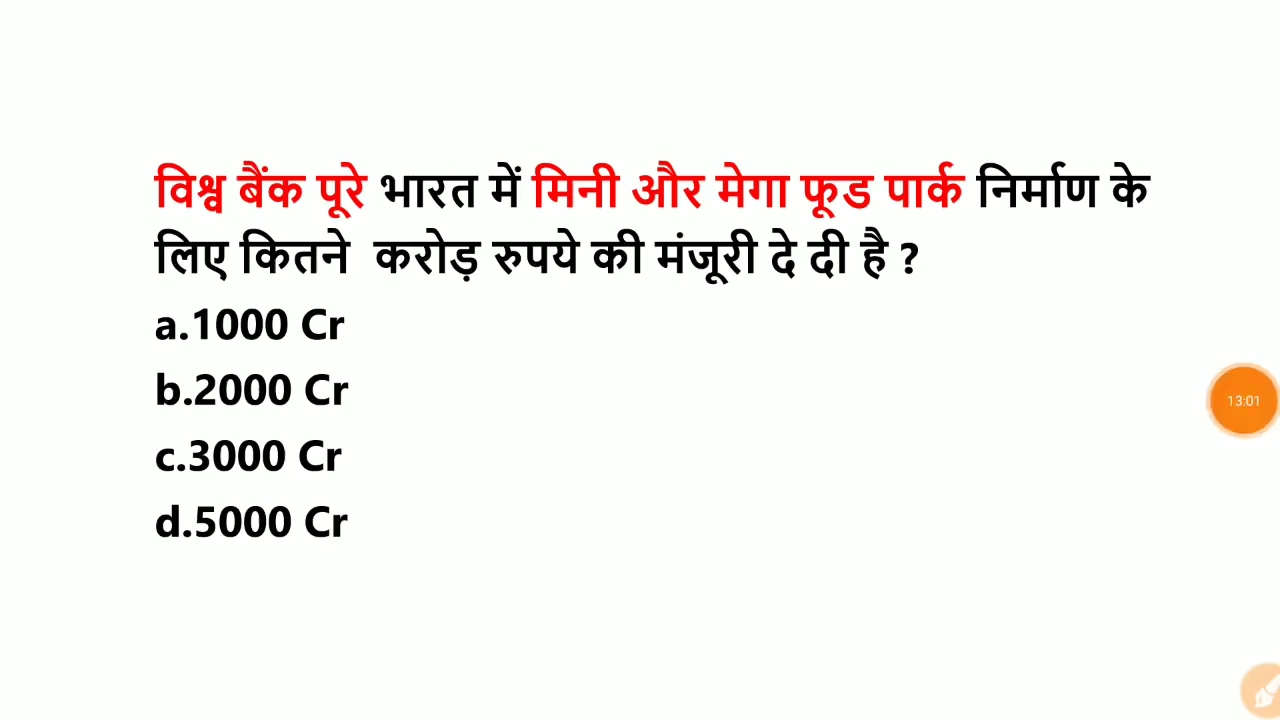 विश्व बैंक पूरे भारत में मिनी और मेगा फूड पार्क निर्माण के
लिए कितने करोड़ रुपये की मंजूरी दे दी है ?
a.1000 Cr
b.2000 Cr
c.3000 Cr
d.5000 Cr
13:01